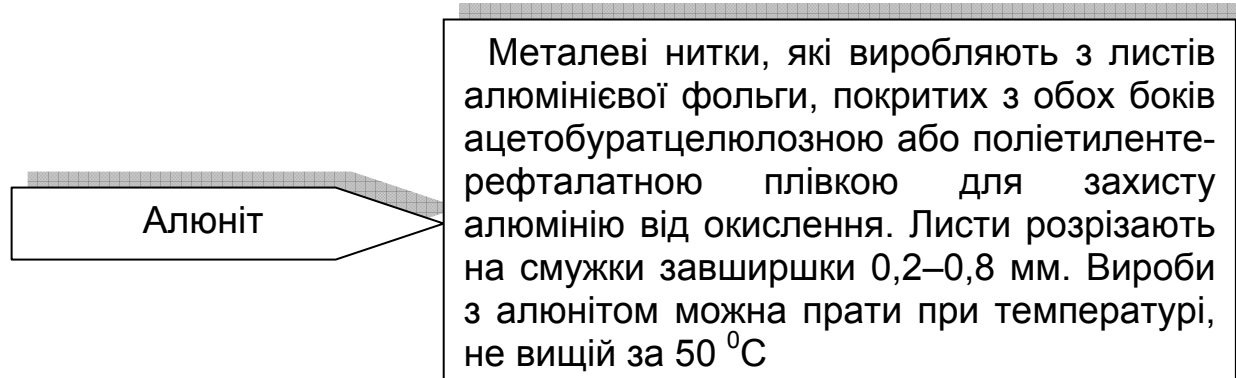 Алюніт
Металеві нитки, які виробляють з листів
алюмінієвої фольги, покритих з обох боків
ацетобуратцелюлозною або поліетиленте-
рефталатною плівкою для захисту
алюмінію від окислення. Листи розрізають
на смужки завширшки 0,2–0,8 мм. Вироби
з алюнітом можна прати при температурі,
не вищій за 50 ⁰С